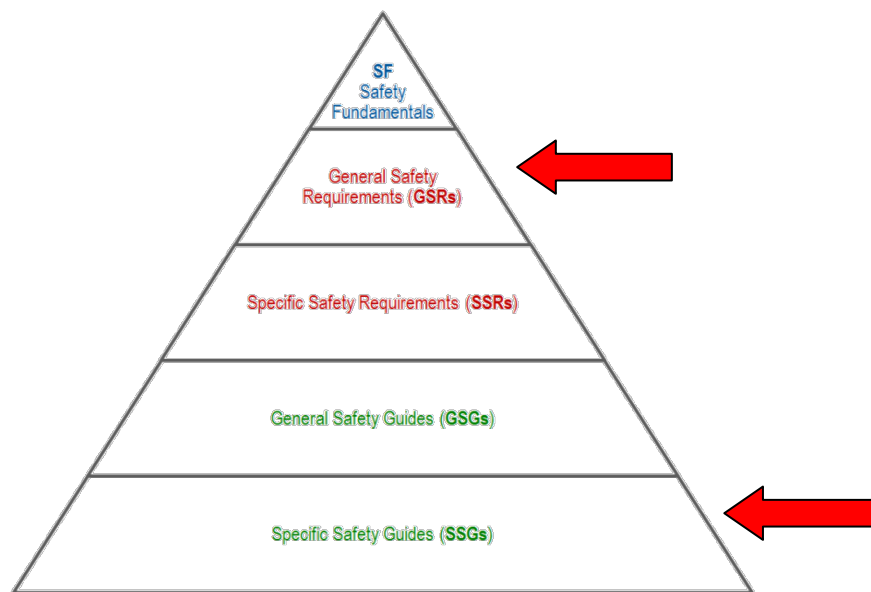 SF
Safety
Fundamentals
General Safety
Requirements (GSRs)
Specific Safety Requirements (SSRs)
General Safety Guides (GSGs)
Specific Safety Guides (SSGs)